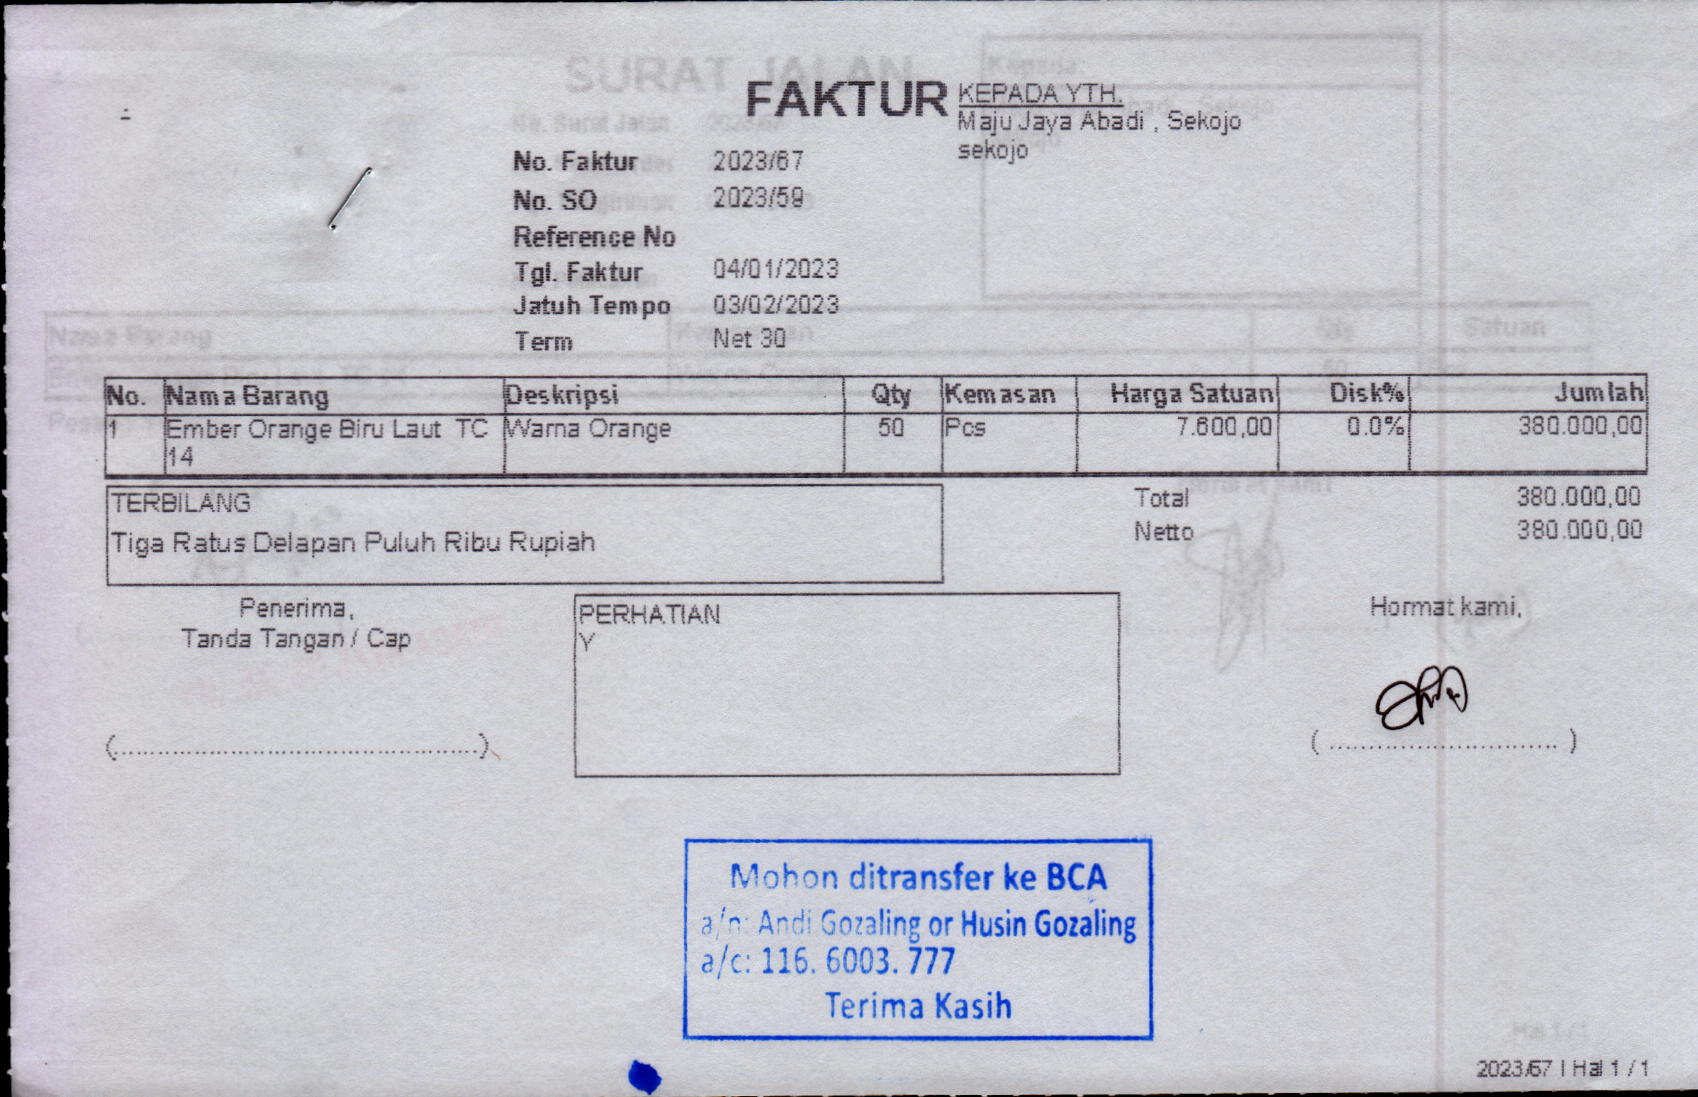 FAKTUR
KEPADA YTH.
Maju Jaya Abadi , Sekojo
sekojo
No. Faktur 2023/67
No. SO 2023/59
Reference No
Tgl. Faktur 04/01/2023
Jatuh Tempo 03/02/2023
Term Net 30
No. Nama Barang Deskripsi Qty Kemasan Harga Satuan Disk% Jumlah
1 Ember Orange Biru Laut TC Warna Orange 50 Pcs 7.600,00 0.0% 380.000,00
14
TERBILANG
Tiga Ratus Delapan Puluh Ribu Rupiah
Total 380.000,00
Netto 380.000,00
Penerima,
Tanda Tangan / Cap
PERHATIAN
Y
Hormat kami,
Mohon ditransfer ke BCA
a/n: Andi Gozaling or Husin Gozaling
a/c: 116. 6003. 777
Terima Kasih
2023/67 | Hal 1 / 1